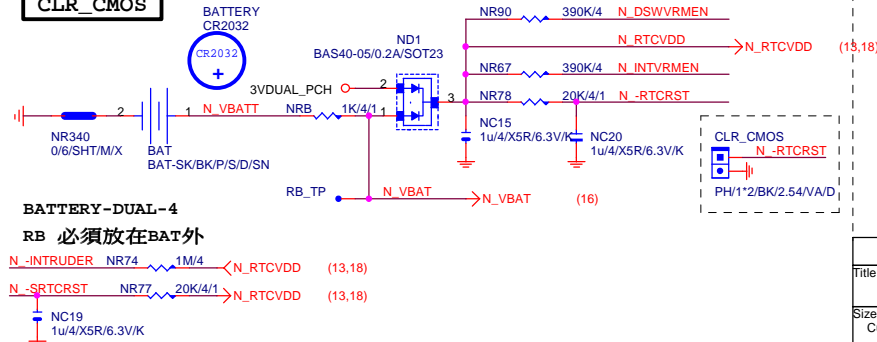 CLR_CMOS
BATTERY
CR2032
CR2032
+
ND1
BAS40-05/0.2A/SOT23
3VDUAL_PCH
2
1
3
NR90 390K/4 N_DSWVRMEN
N_RTCVDD
N_RTCVDD (13,18)
NR67 390K/4 N_INTVRMEN
NR78 20K/4/1 N_-RTCRST
2
1
N_VBATT
NRB 1K/4/1
NR340
0/6/SHT/M/X
BAT
BAT-SK/BK/P/S/D/SN
NC15
1u/4/X5R/6.3V/K
NC20
1u/4/X5R/6.3V/K
CLR_CMOS
N_-RTCRST
PH/1*2/BK/2.54/VA/D
RB_TP
N_VBAT
N_VBAT (16)
BATTERY-DUAL-4
RB 必須放在BAT外
N_-INTRUDER NR74 1M/4 N_RTCVDD (13,18)
N_-SRTCRST NR77 20K/4/1 N_RTCVDD (13,18)
NC19
1u/4/X5R/6.3V/K
Title
Size